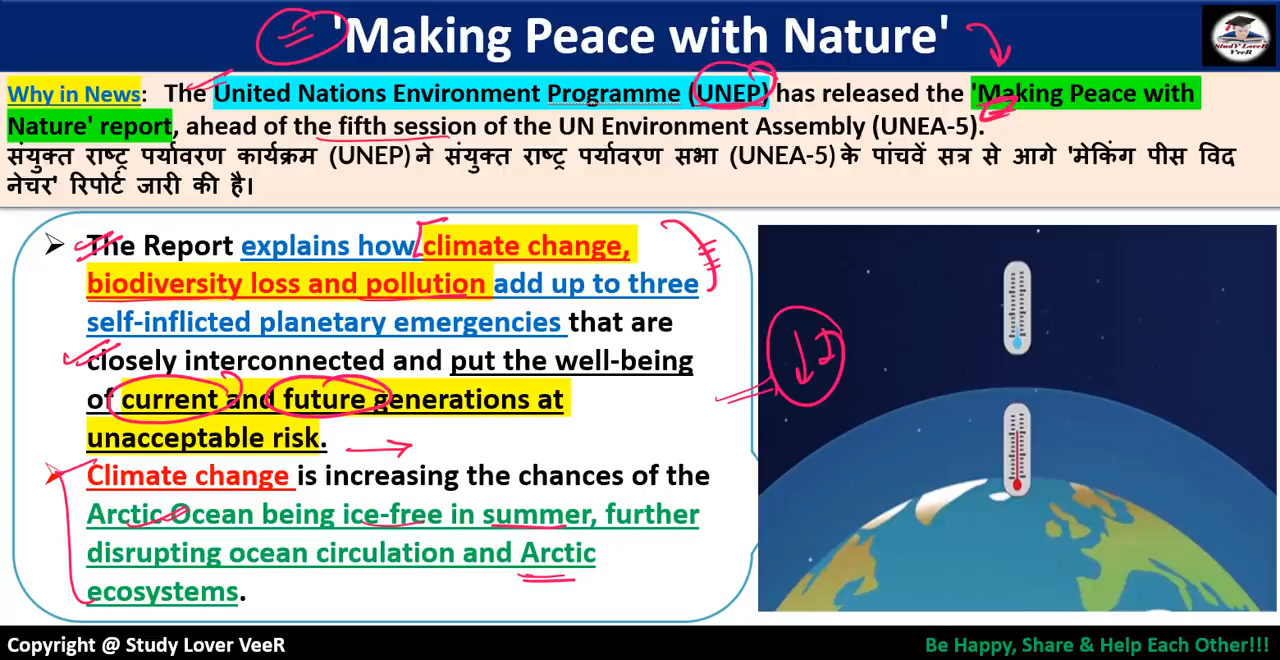 'Making Peace with Nature'
StudY LoveR
VeeR
Why in News: The United Nations Environment Programme (UNEP) has released the 'Making Peace with
Nature' report, ahead of the fifth session of the UN Environment Assembly (UNEA-5).
संयुक्त राष्ट्र पर्यावरण कार्यक्रम (UNEP) ने संयुक्त राष्ट्र पर्यावरण सभा (UNEA-5) के पांचवें सत्र से आगे 'मेकिंग पीस विद
नेचर' रिपोर्ट जारी की है।
The Report explains how climate change,
biodiversity loss and pollution add up to three
self-inflicted planetary emergencies that are
closely interconnected and put the well-being
of current and future generations at
unacceptable risk.
Climate change is increasing the chances of the
Arctic Ocean being ice-free in summer, further
disrupting ocean circulation and Arctic
ecosystems.
Copyright @ Study Lover VeeR
Be Happy, Share & Help Each Other!!!